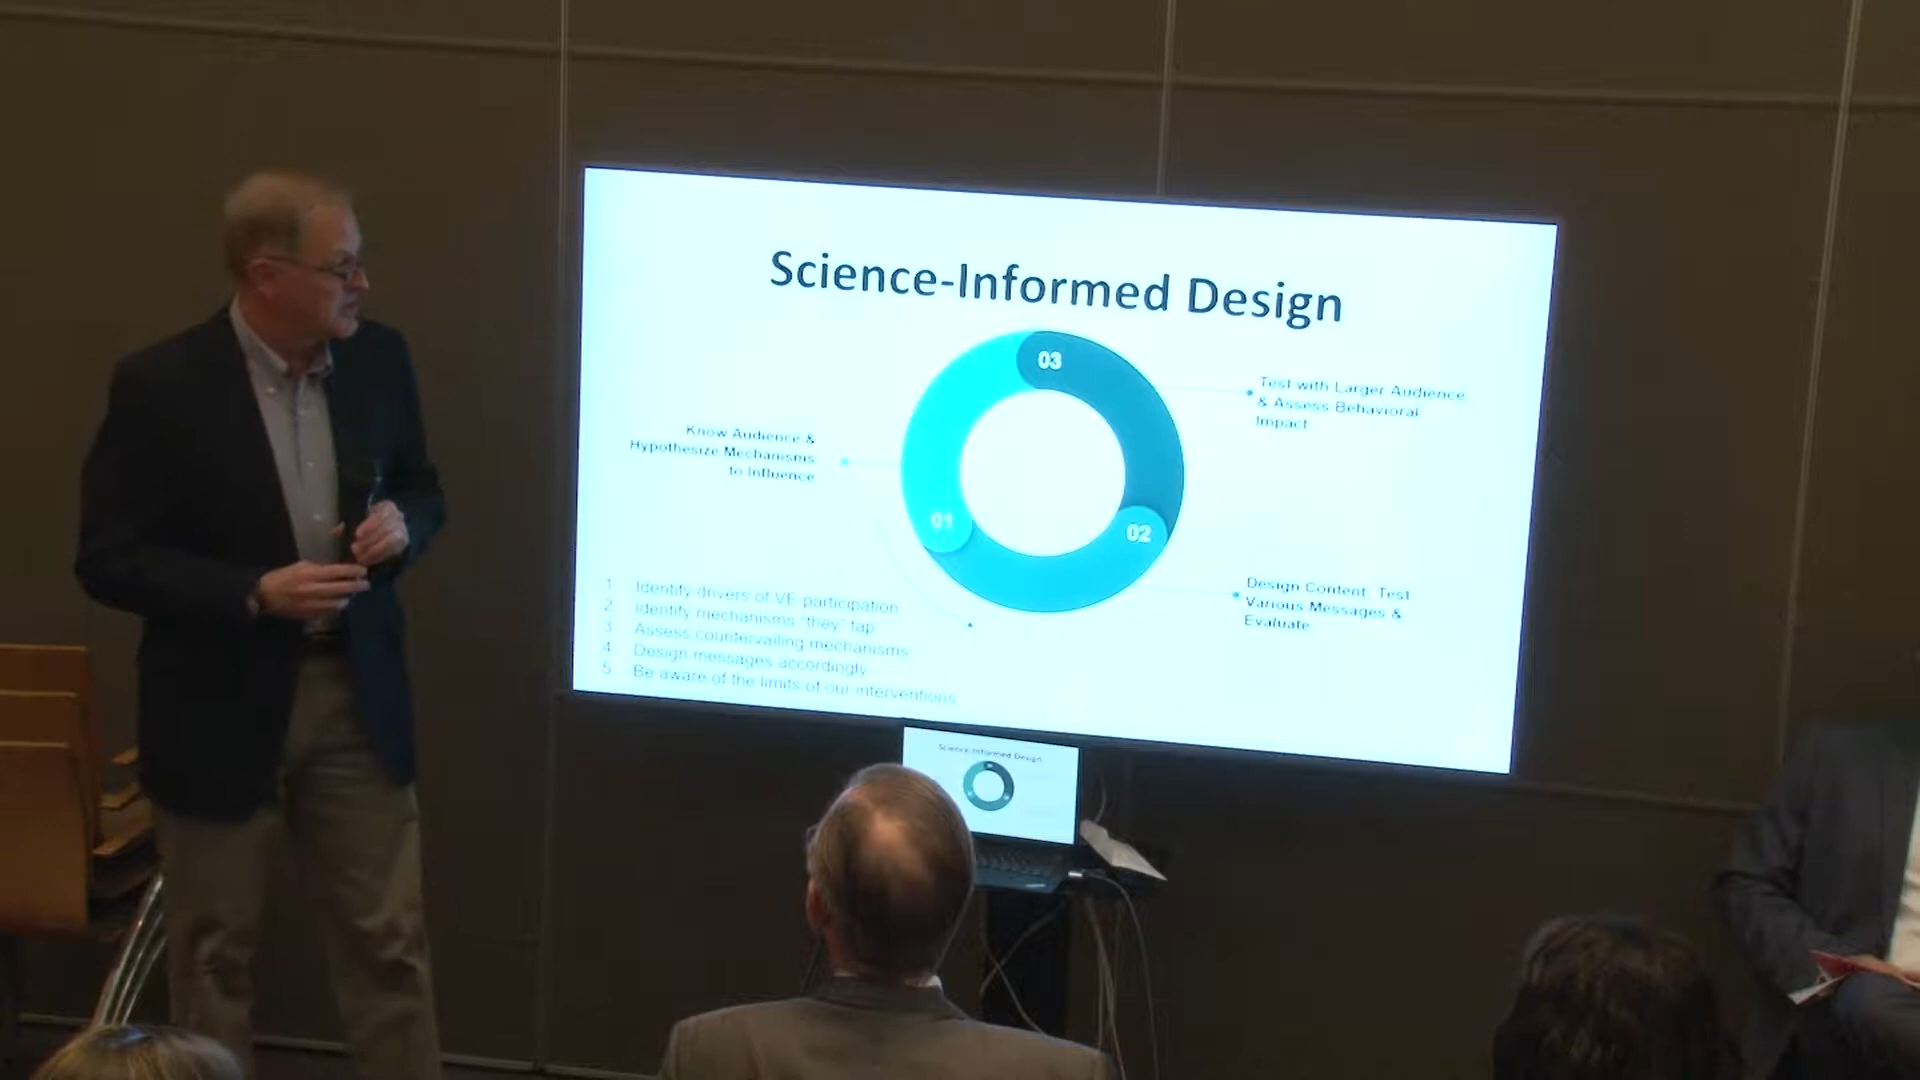 Science-Informed Design
03
Test with Larger Audience
& Assess Behavioral
Impact
Know Audience &
Hypothesize Mechanisms
to Influence
01
02
Design Content, Test
Various Messages &
Evaluate
1 Identify drivers of VE participation
2 Identify mechanisms "they" tap
3 Assess countervailing mechanisms
4 Design messages accordingly
5 Be aware of the limits of our interventions
Science-Informed Design